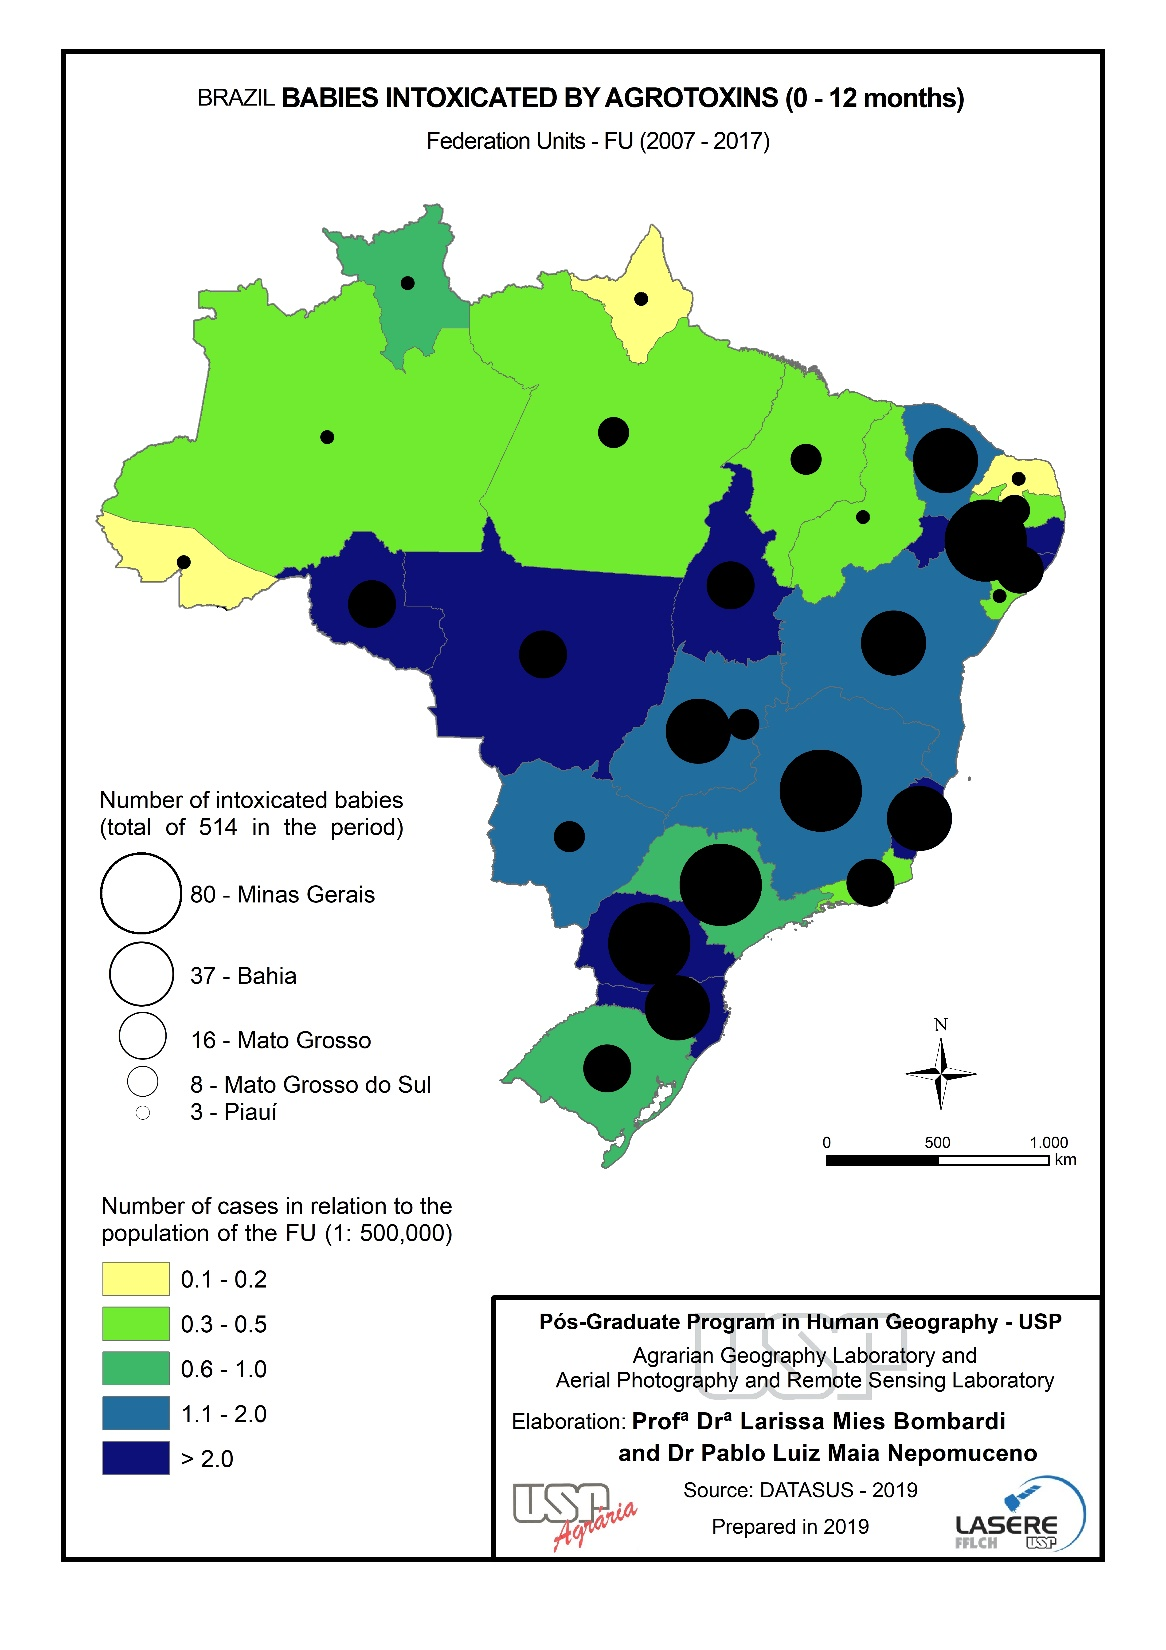 BRAZIL BABIES INTOXICATED BY AGROTOXINS (0 - 12 months)
Federation Units - FU (2007 - 2017)
Number of intoxicated babies
(total of 514 in the period)
80 - Minas Gerais
37 - Bahia
16 - Mato Grosso
8 - Mato Grosso do Sul
3 - Piauí
N
0 500 1.000
km
Number of cases in relation to the
population of the FU (1: 500,000)
0.1 - 0.2
0.3 - 0.5
0.6 - 1.0
1.1 - 2.0
> 2.0
USP
Pós-Graduate Program in Human Geography - USP
Agrarian Geography Laboratory and
Aerial Photography and Remote Sensing Laboratory
Elaboration: Profª Drª Larissa Mies Bombardi
and Dr Pablo Luiz Maia Nepomuceno
Source: DATASUS - 2019
Prepared in 2019
USP
Agrária
LASERE
FFLCH USP